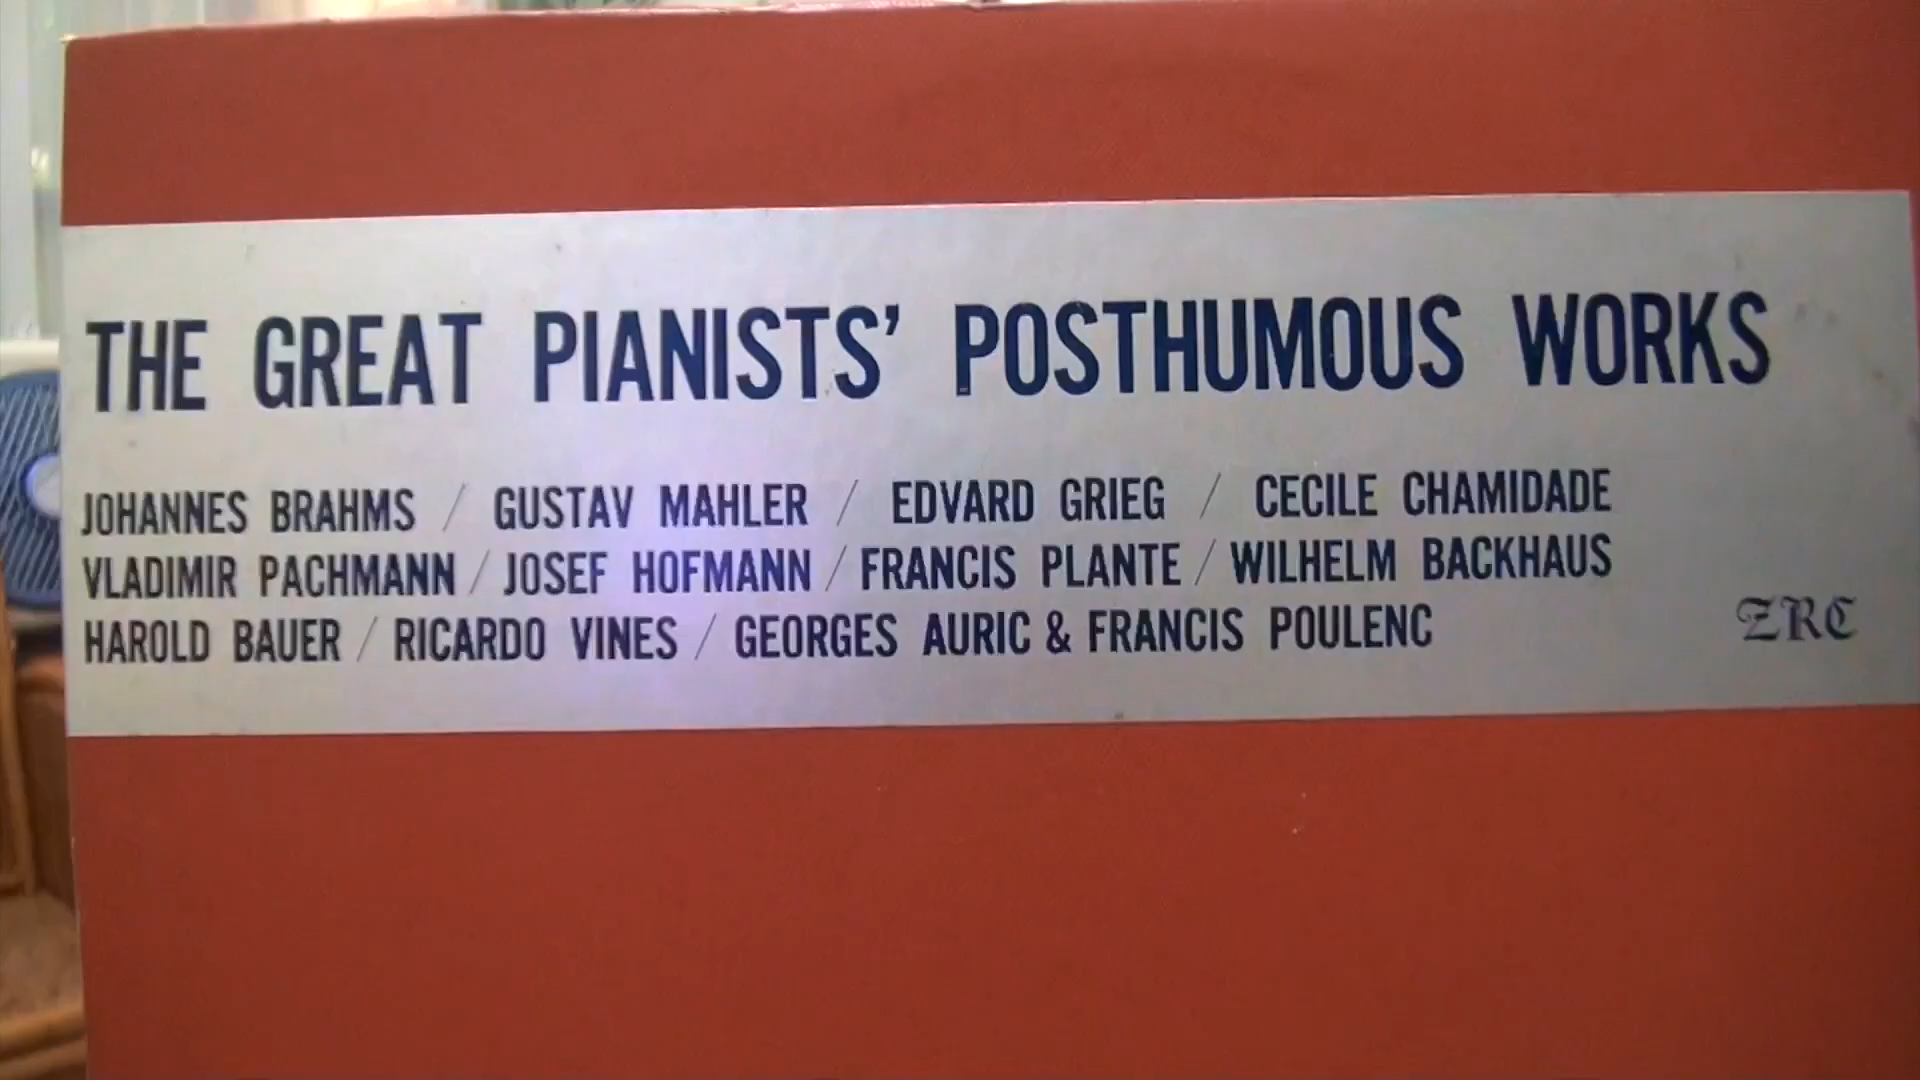 THE GREAT PIANISTS' POSTHUMOUS WORKS
JOHANNES BRAHMS / GUSTAV MAHLER / EDVARD GRIEG / CECILE CHAMIDADE
VLADIMIR PACHMANN / JOSEF HOFMANN / FRANCIS PLANTE / WILHELM BACKHAUS
HAROLD BAUER / RICARDO VINES / GEORGES AURIC & FRANCIS POULENC
ZRC